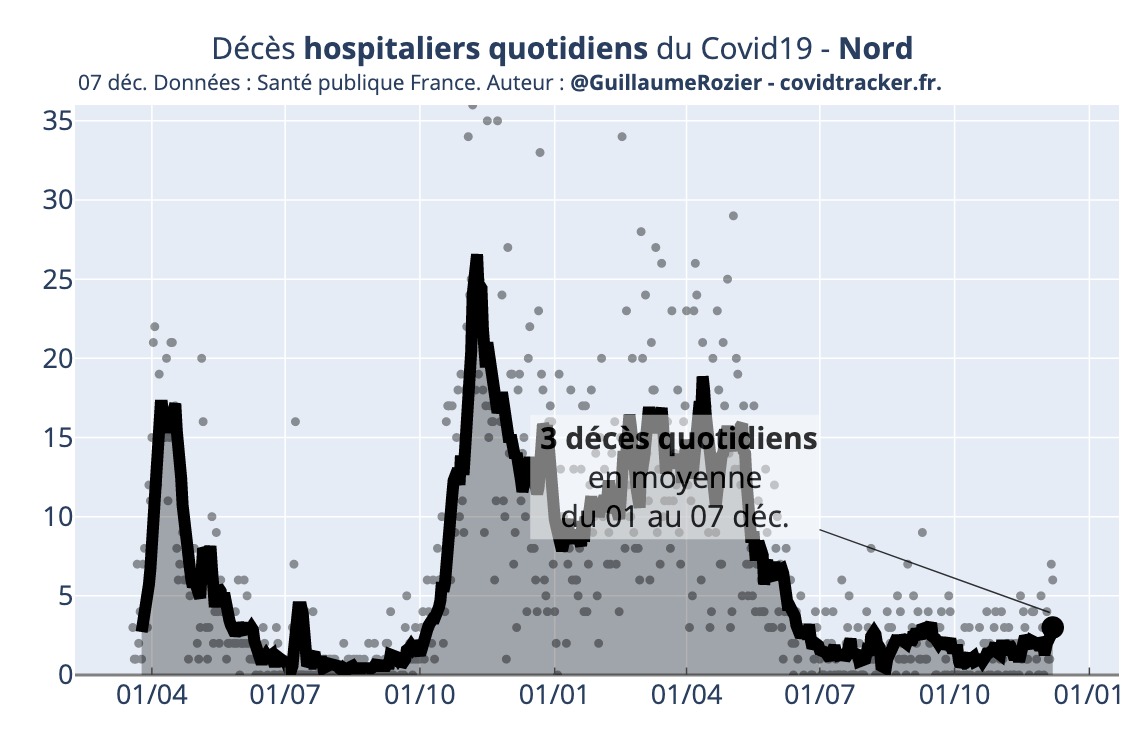 Décès hospitaliers quotidiens du Covid19 - Nord
07 déc. Données : Santé publique France. Auteur : @GuillaumeRozier - covidtracker.fr.
35
30
25
20
15
10
5
0
3 décès quotidiens
en moyenne
du 01 au 07 déc.
01/04 01/07 01/10 01/01 01/04 01/07 01/10 01/01